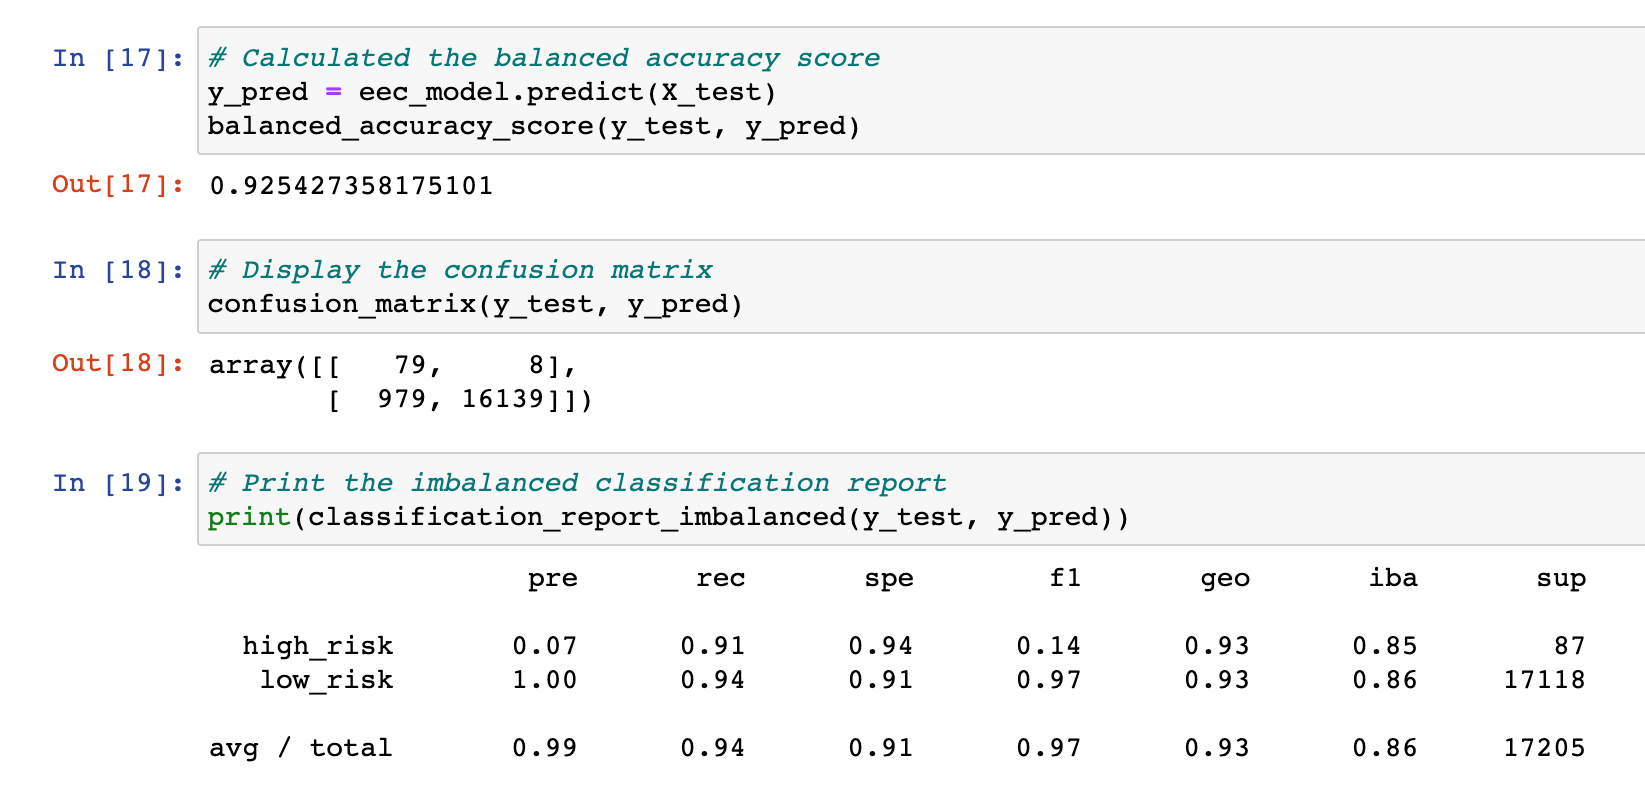 In [17]: # Calculated the balanced accuracy score
y_pred = eec_model.predict(X_test)
balanced_accuracy_score(y_test, y_pred)
Out[17]: 0.925427358175101
In [18]: # Display the confusion matrix
confusion_matrix(y_test, y_pred)
Out[18]: array([[   79,     8],
       [  979, 16139]])
In [19]: # Print the imbalanced classification report
print(classification_report_imbalanced(y_test, y_pred))
pre rec spe f1 geo iba sup
high_risk 0.07 0.91 0.94 0.14 0.93 0.85 87
low_risk 1.00 0.94 0.91 0.97 0.93 0.86 17118
avg / total 0.99 0.94 0.91 0.97 0.93 0.86 17205